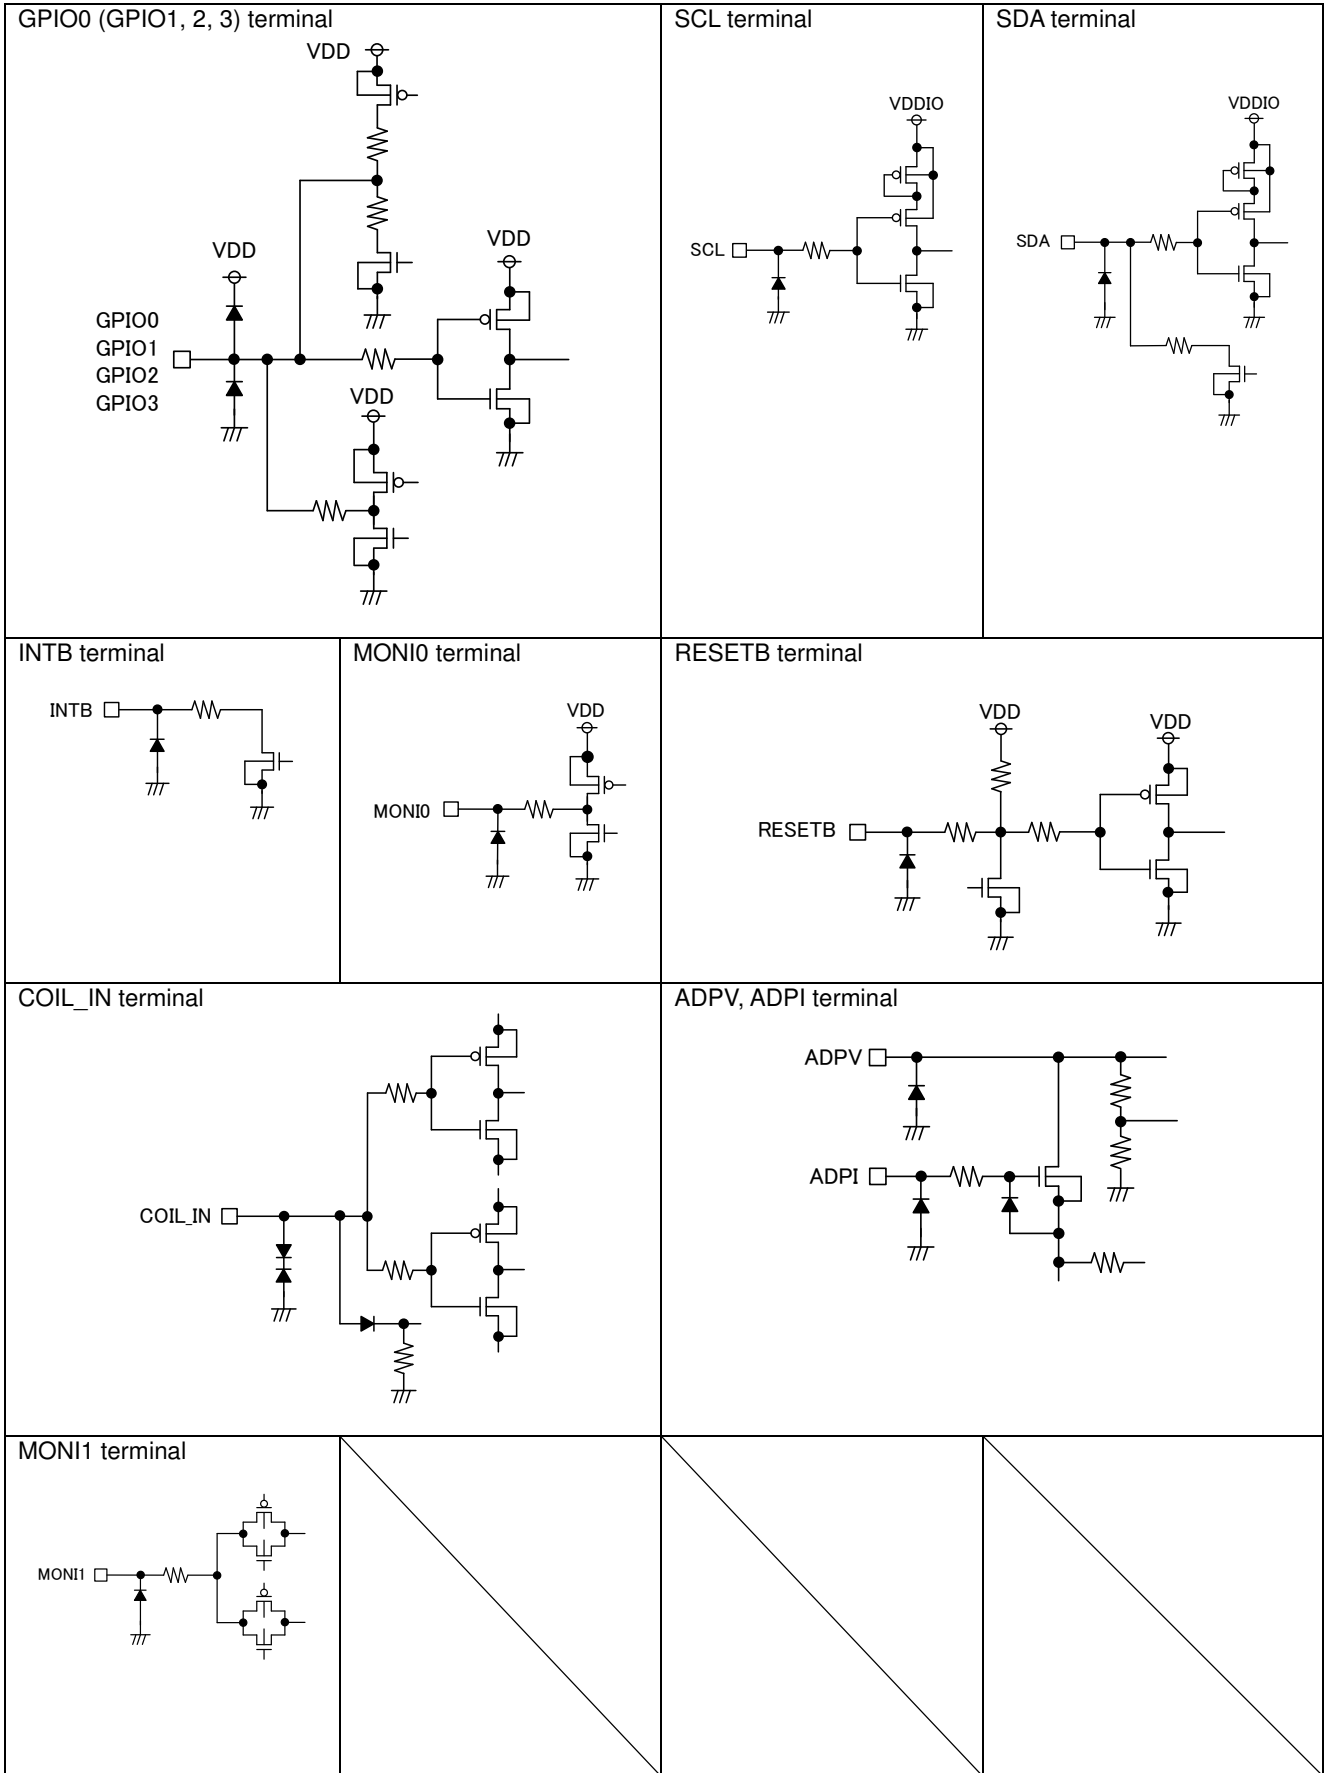 GPIO0 (GPIO1, 2, 3) terminal
VDD
VDD
VDD
GPIO0
GPIO1
GPIO2
GPIO3
VDD
SCL terminal
VDDIO
SCL
SDA terminal
VDDIO
SDA
INTB terminal
INTB
MONI0 terminal
VDD
MONI0
RESETB terminal
VDD
VDD
RESETB
COIL_IN terminal
COIL_IN
ADPV, ADPI terminal
ADPV
ADPI
MONI1 terminal
MONI1